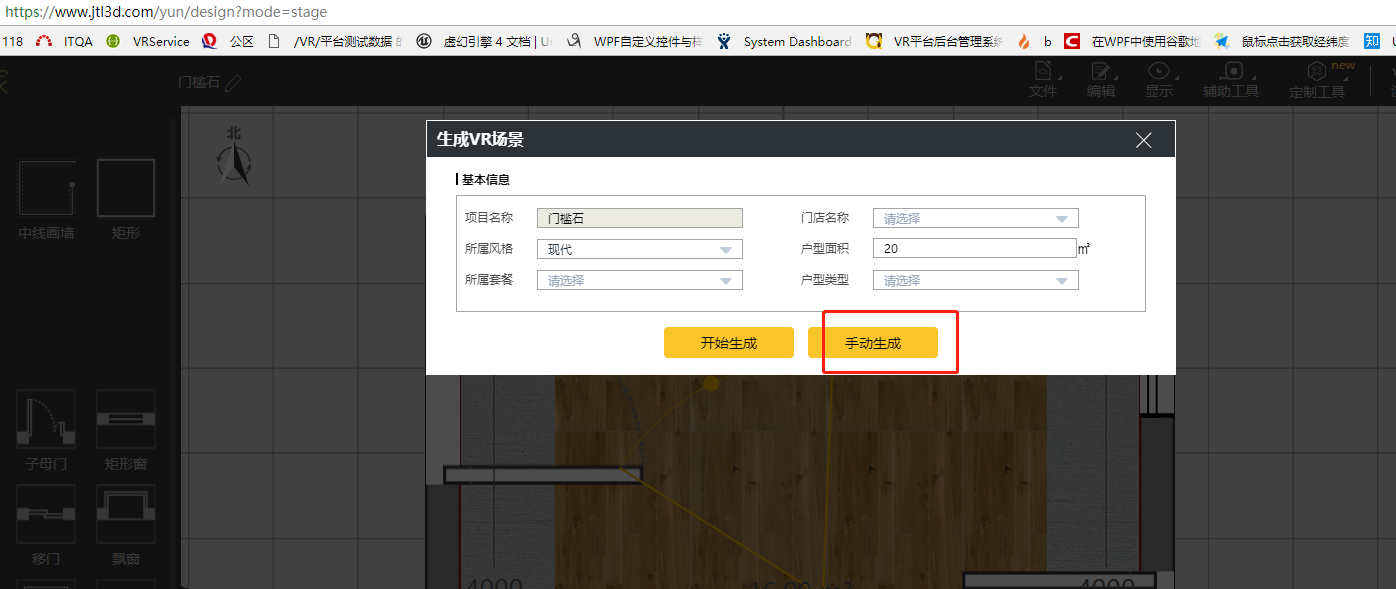 https://www.jtl3d.com/yun/design?mode=stage
118 ITQA VRService 公区 /VR/平台测试数据 虚幻引擎 4 文档 | Un WPF自定义控件与样 System Dashboard VR平台后台管理系统 b 在WPF中使用谷歌地 鼠标点击获取经纬度 知
门槛石 文件 编辑 显示 辅助工具 定制工具 new
北
中线画墙 矩形
子母门 矩形窗
移门 飘窗
生成VR场景
基本信息
项目名称 门槛石 门店名称 请选择
所属风格 现代 户型面积 20 ㎡
所属套餐 请选择 户型类型 请选择
开始生成 手动生成
4000 4000